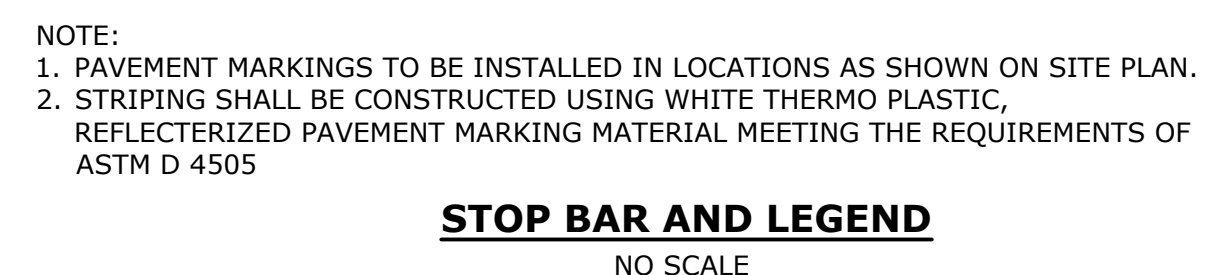 NOTE:
1. PAVEMENT MARKINGS TO BE INSTALLED IN LOCATIONS AS SHOWN ON SITE PLAN.
2. STRIPING SHALL BE CONSTRUCTED USING WHITE THERMO PLASTIC,
REFLECTERIZED PAVEMENT MARKING MATERIAL MEETING THE REQUIREMENTS OF
ASTM D 4505
STOP BAR AND LEGEND
NO SCALE